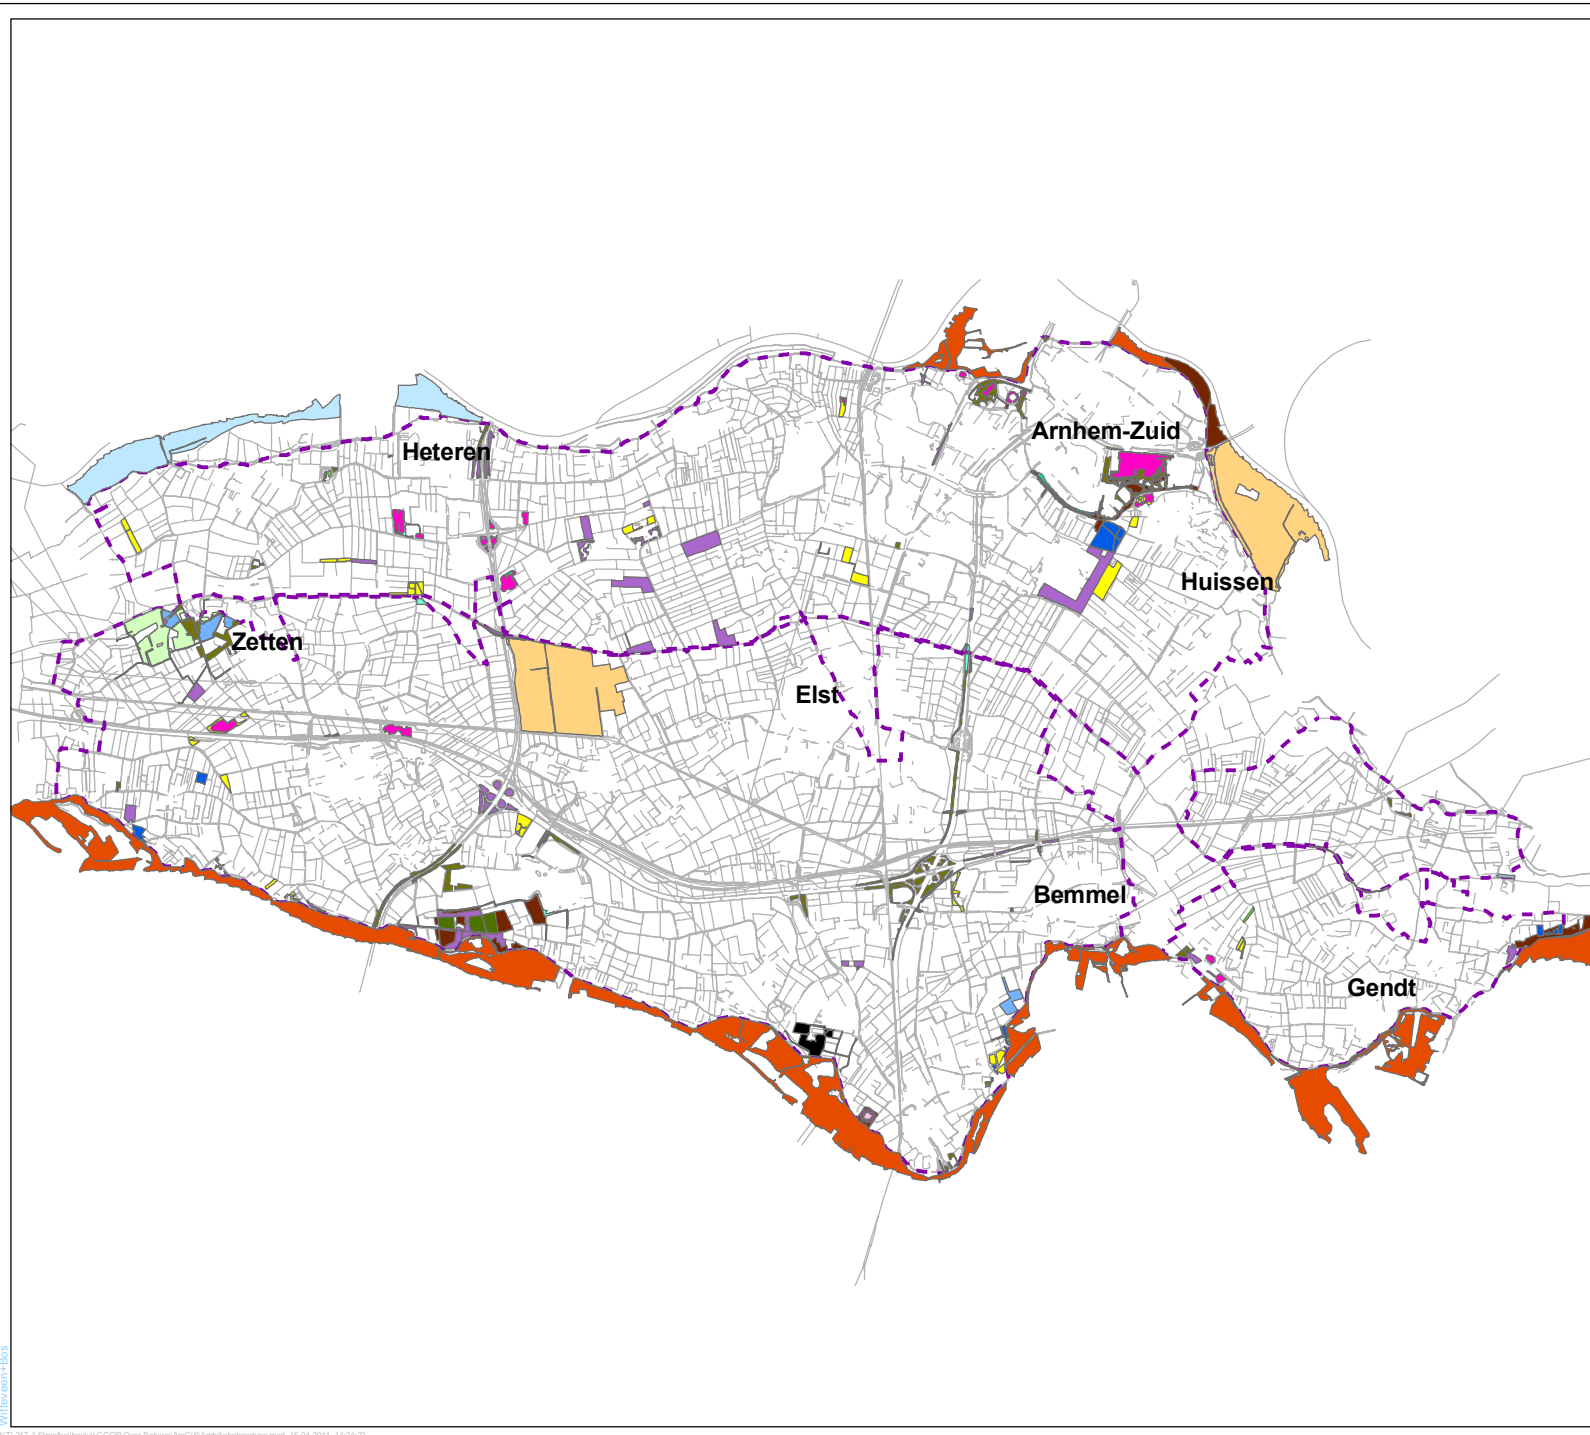 Arnhem-Zuid
Heteren
Huissen
Zetten
Elst
Bemmel
Gendt
Witteveen+Bos